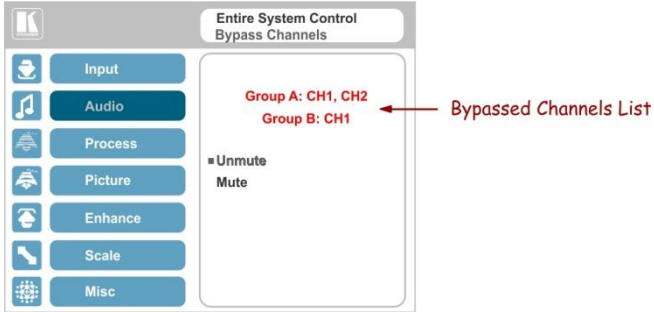 KRAMER
Entire System Control
Bypass Channels
Input
Audio
Process
Picture
Enhance
Scale
Misc
Group A: CH1, CH2
Group B: CH1
Unmute
Mute
Bypassed Channels List